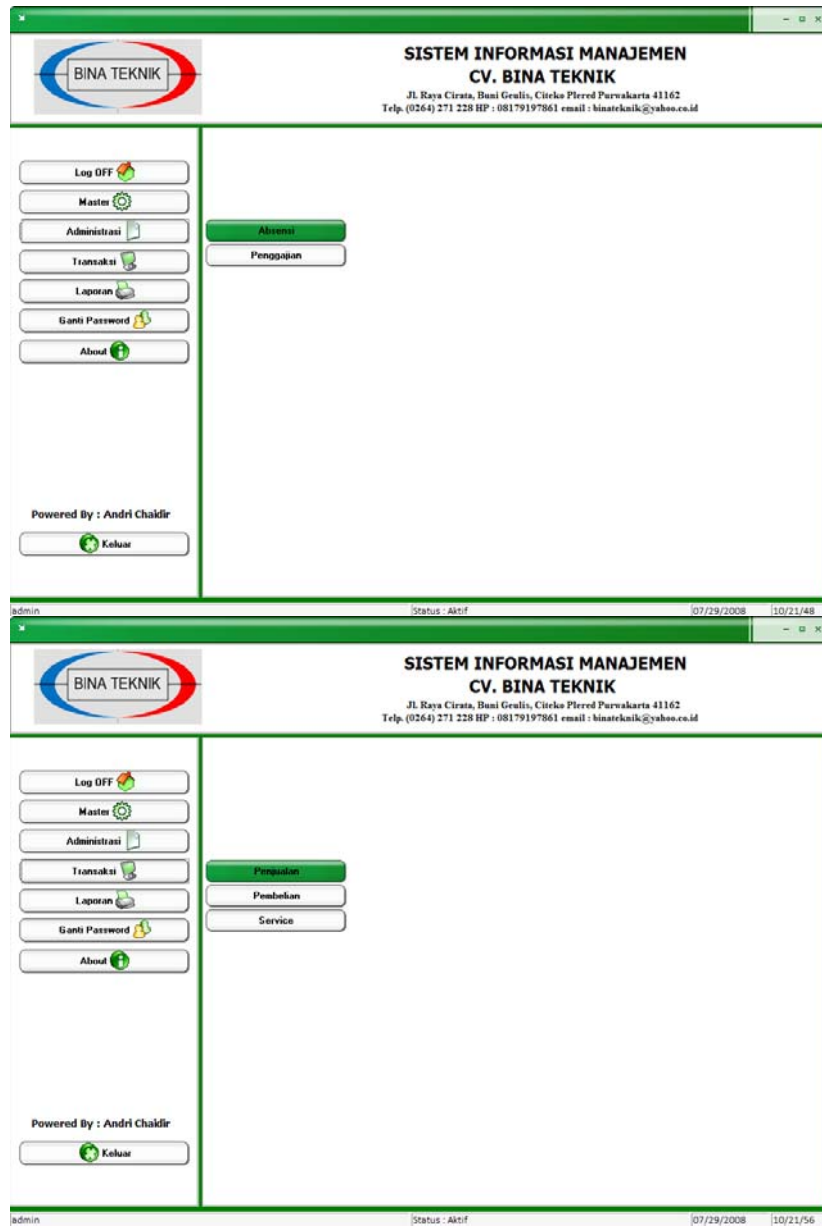 BINA TEKNIK
SISTEM INFORMASI MANAJEMEN
CV. BINA TEKNIK
Jl. Raya Cirata, Buni Geulis, Citeko Plered Purwakarta 41162
Telp. (0264) 271 228 HP : 08179197861 email : binateknik@yahoo.co.id
Log OFF
Master
Administrasi
Absensi
Transaksi
Penggajian
Laporan
Ganti Password
About
Powered By : Andri Chaidir
Keluar
admin Status : Aktif 07/29/2008 10/21/48
BINA TEKNIK
SISTEM INFORMASI MANAJEMEN
CV. BINA TEKNIK
Jl. Raya Cirata, Buni Geulis, Citeko Plered Purwakarta 41162
Telp. (0264) 271 228 HP : 08179197861 email : binateknik@yahoo.co.id
Log OFF
Master
Administrasi
Transaksi
Penjualan
Laporan
Pembelian
Ganti Password
Service
About
Powered By : Andri Chaidir
Keluar
admin Status : Aktif 07/29/2008 10/21/56